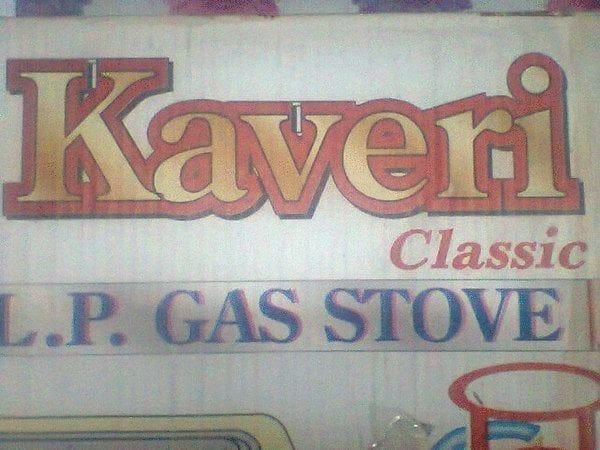 Kaveri
Classic
L.P. GAS STOVE